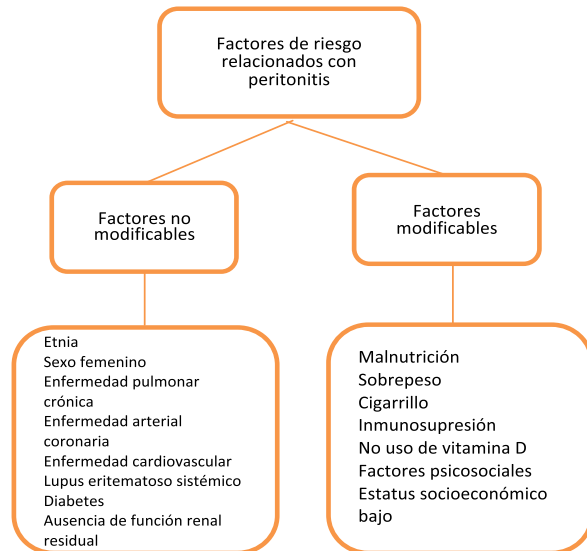 Factores de riesgo
relacionados con
peritonitis
Factores no
modificables
Factores
modificables
Etnia
Sexo femenino
Enfermedad pulmonar
crónica
Enfermedad arterial
coronaria
Enfermedad cardiovascular
Lupus eritematoso sistémico
Diabetes
Ausencia de función renal
residual
Malnutrición
Sobrepeso
Cigarrillo
Inmunosupresión
No uso de vitamina D
Factores psicosociales
Estatus socioeconómico
bajo